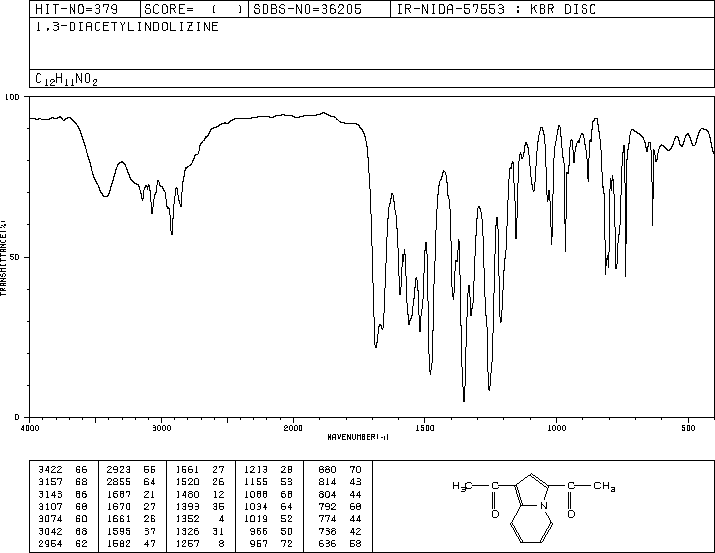 HIT-NO=379 SCORE= ( ) SDBS-NO=36205 IR-NIDA-57553 : KBR DISC
1,3-DIACETYLINDOLIZINE
C12H11NO2
100
50
0
TRANSMITTANCE(%)
4000 3000 2000 1500 1000 500
WAVENUMBER(-1)
3422 66 2923 55 1561 27 1213 28 880 70
3157 68 2855 64 1520 26 1155 53 814 43
3143 66 1687 21 1480 12 1088 68 804 44
3107 68 1670 27 1393 35 1034 64 792 68
3074 60 1661 26 1352 4 1019 52 774 44
3042 68 1595 37 1326 31 966 50 738 42
2954 62 1582 47 1257 8 957 72 636 58
H3C C C CH3
O N O